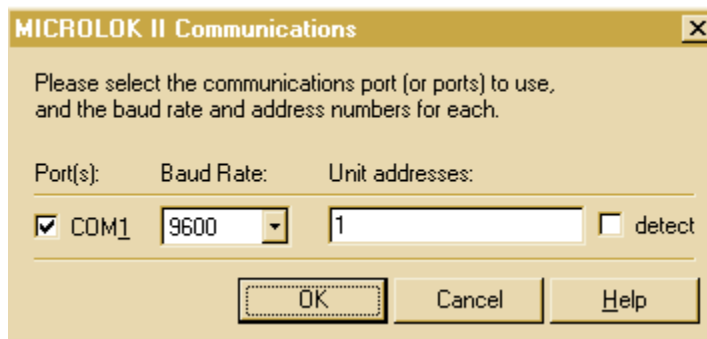 MICROLOK II Communications
Please select the communications port (or ports) to use,
and the baud rate and address numbers for each.
Port(s): Baud Rate: Unit addresses:
COM1 9600 1 detect
OK Cancel Help